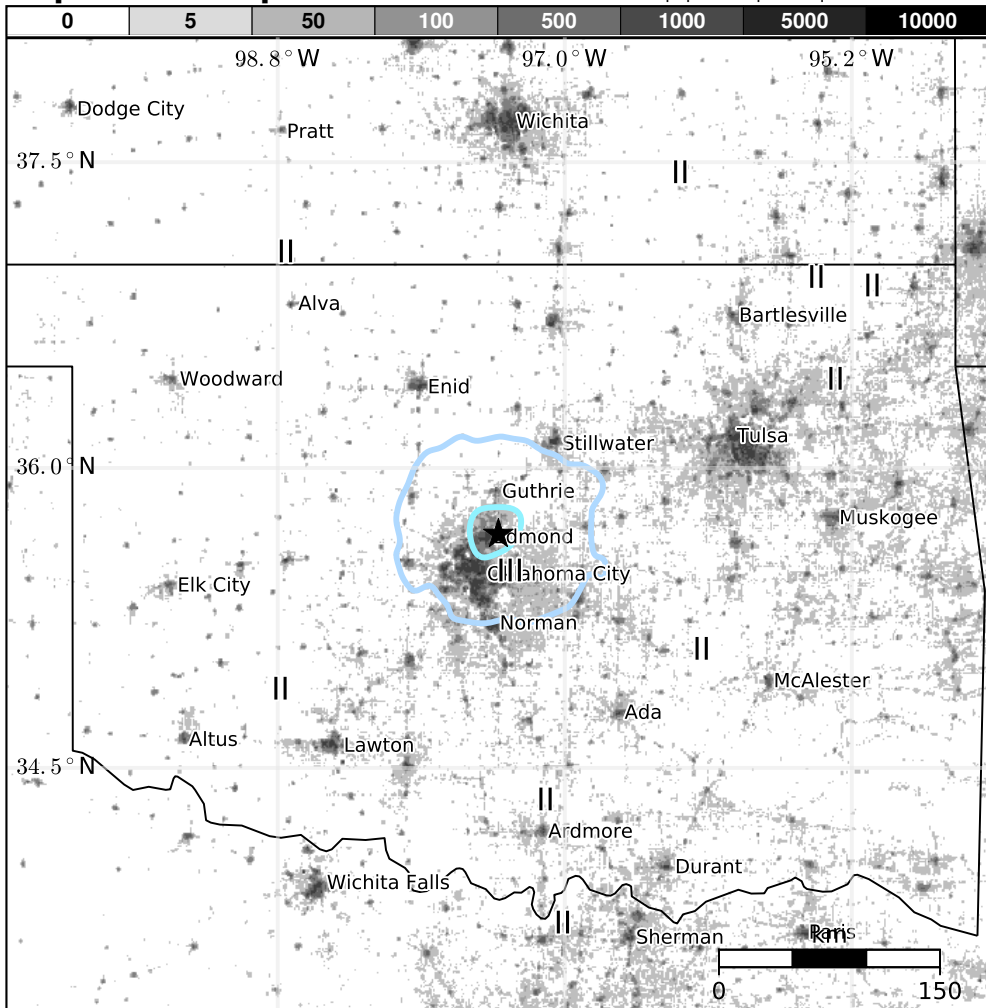 0 5 50 100 500 1000 5000 10000
98.8°W 97.0°W 95.2°W
Dodge City
Wichita
Pratt
37.5°N
II
II
II
II
Alva
Bartlesville
Woodward
Enid
II
Stillwater
Tulsa
36.0°N
Guthrie
Muskogee
Edmond
Oklahoma City
III
Elk City
Norman
II
McAlester
II
Ada
Altus
Lawton
34.5°N
II
Ardmore
Durant
Wichita Falls
II
Sherman
Paris
km
0 150